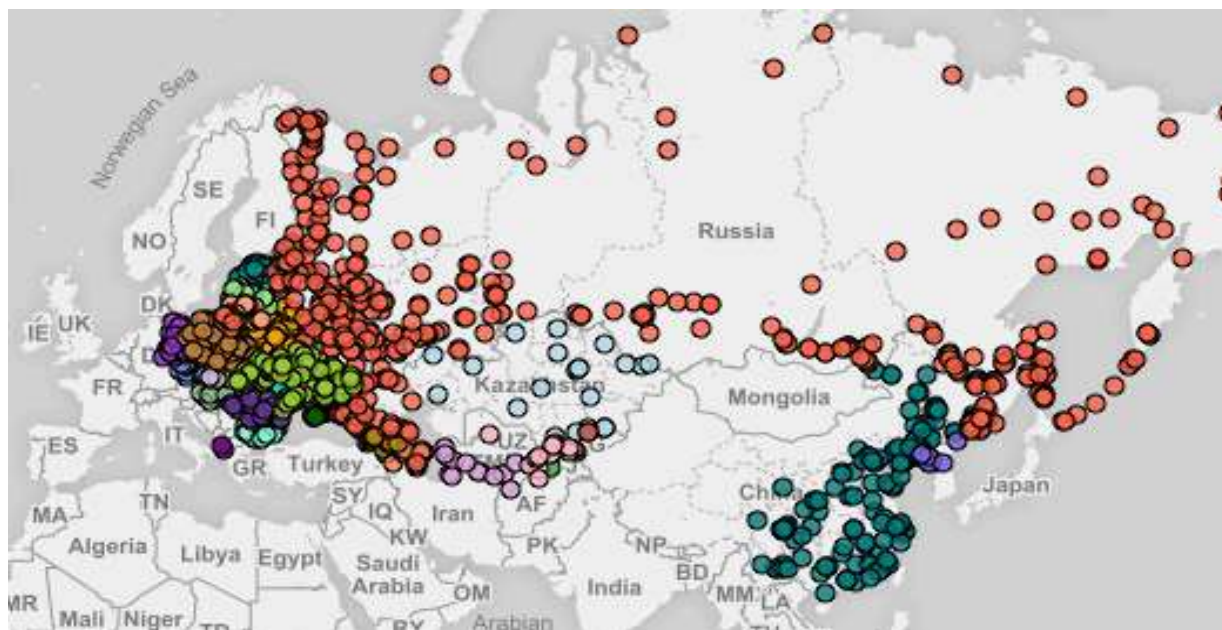 Norwegian Sea
SE
FI
NO
Russia
DK
IE
UK
FR
Kazakhstan
Mongolia
IT
ES
UZ
GR
Turkey
China
Japan
TN
SY
AF
MA
IQ
Iran
Algeria
Libya
Egypt
KW
PK
NP
Saudi
Arabia
BD
India
OM
MM
LA
MR
Mali
Niger
Arabian